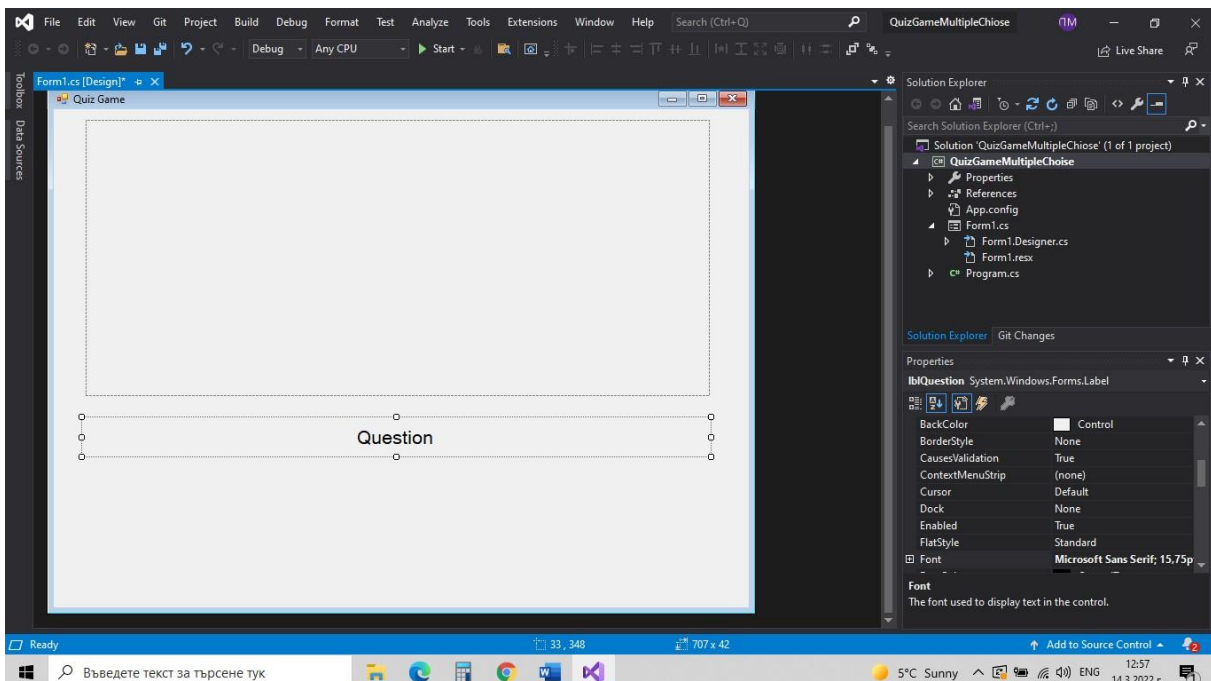 File Edit View Git Project Build Debug Format Test Analyze Tools Extensions Window Help Search (Ctrl+Q) QuizGameMultipleChiose ПМ
Debug Any CPU Start Live Share
Toolbox
Data Sources
Form1.cs [Design]*
Quiz Game
Question
Solution Explorer
Search Solution Explorer (Ctrl+;)
Solution 'QuizGameMultipleChiose' (1 of 1 project)
QuizGameMultipleChoise
Properties
References
App.config
Form1.cs
Form1.Designer.cs
Form1.resx
C# Program.cs
Solution Explorer Git Changes
Properties
lblQuestion System.Windows.Forms.Label
BackColor Control
BorderStyle None
CausesValidation True
ContextMenuStrip (none)
Cursor Default
Dock None
Enabled True
FlatStyle Standard
Font Microsoft Sans Serif; 15,75p
Font
The font used to display text in the control.
Ready 33 , 348 707 x 42 Add to Source Control 2
Въведете текст за търсене тук 5°C Sunny ENG 12:57
14.3.2022 г.